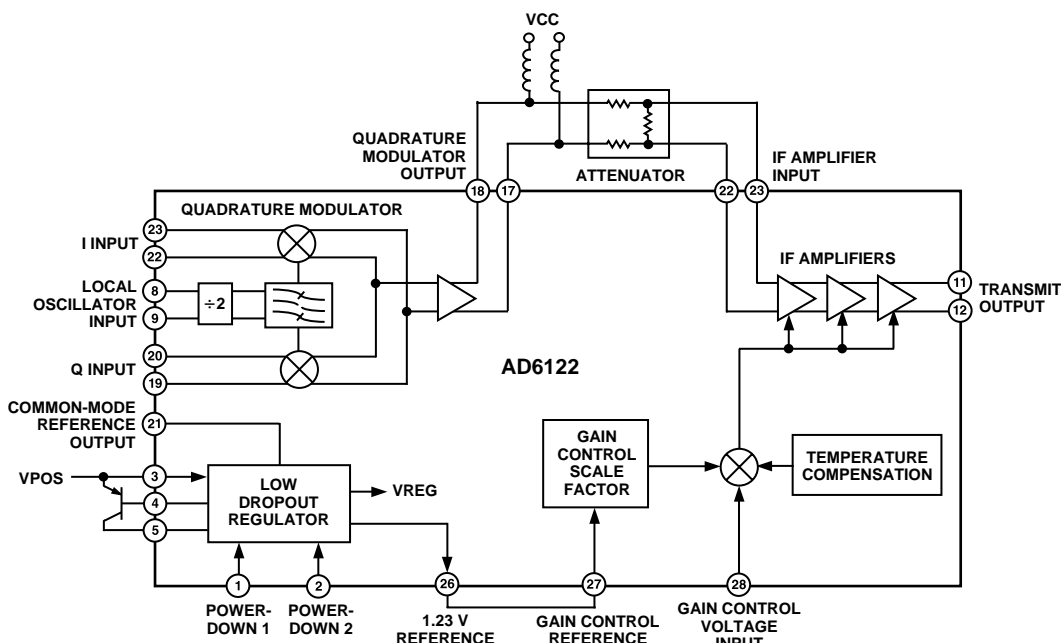 VCC
QUADRATURE
MODULATOR
OUTPUT
ATTENUATOR
IF AMPLIFIER
INPUT
18
17
22
23
QUADRATURE MODULATOR
23
I INPUT
22
LOCAL
OSCILLATOR
INPUT
8
9
÷2
20
Q INPUT
19
IF AMPLIFIERS
11
TRANSMIT
OUTPUT
12
AD6122
COMMON-MODE
REFERENCE
OUTPUT
21
VPOS
3
4
5
LOW
DROPOUT
REGULATOR
VREG
GAIN
CONTROL
SCALE
FACTOR
TEMPERATURE
COMPENSATION
1
2
26
27
28
POWER-
DOWN 1
POWER-
DOWN 2
1.23 V
REFERENCE
GAIN CONTROL
REFERENCE
GAIN CONTROL
VOLTAGE
INPUT